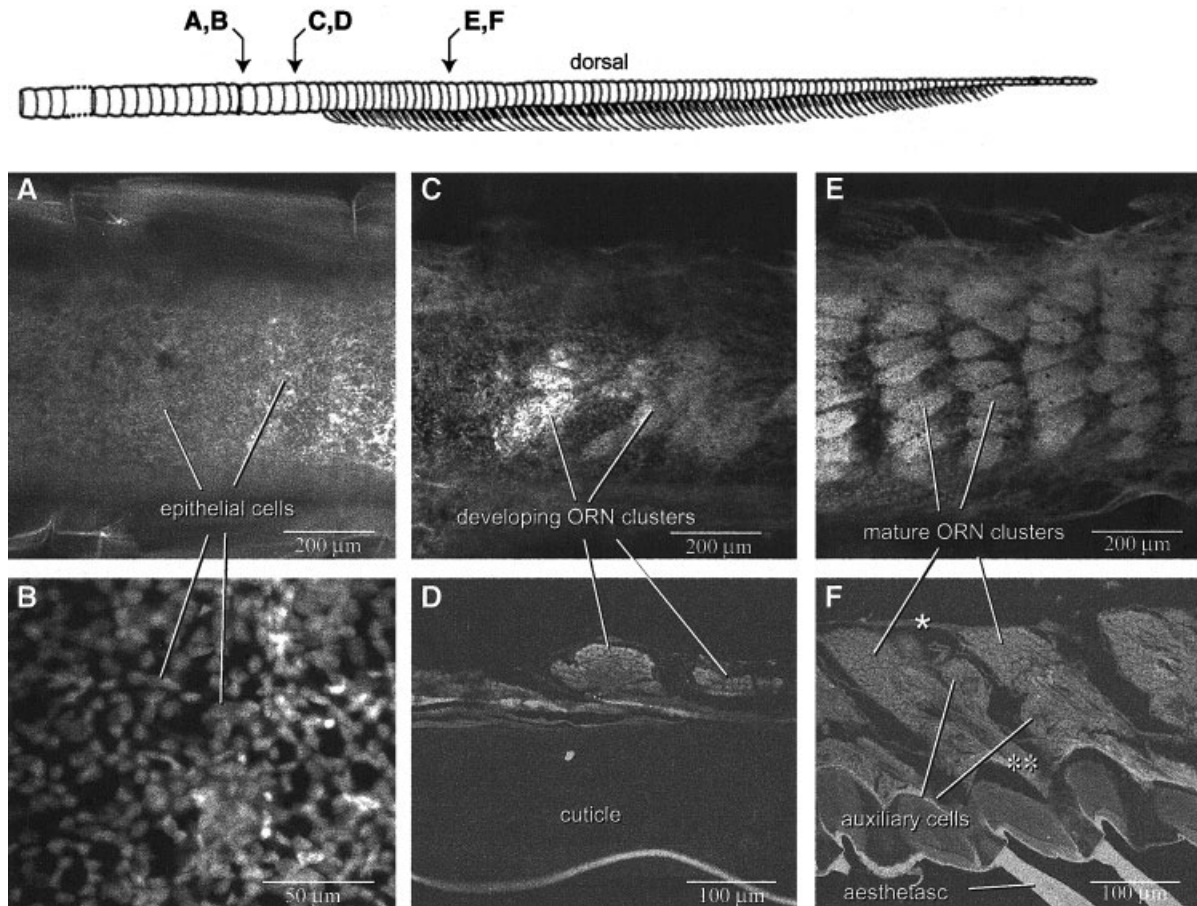 A,B
C,D
E,F
dorsal
A
epithelial cells
200 μm
C
developing ORN clusters
200 μm
E
mature ORN clusters
200 μm
B
50 μm
D
cuticle
100 μm
F
*
**
auxiliary cells
aesthetasc
100 μm